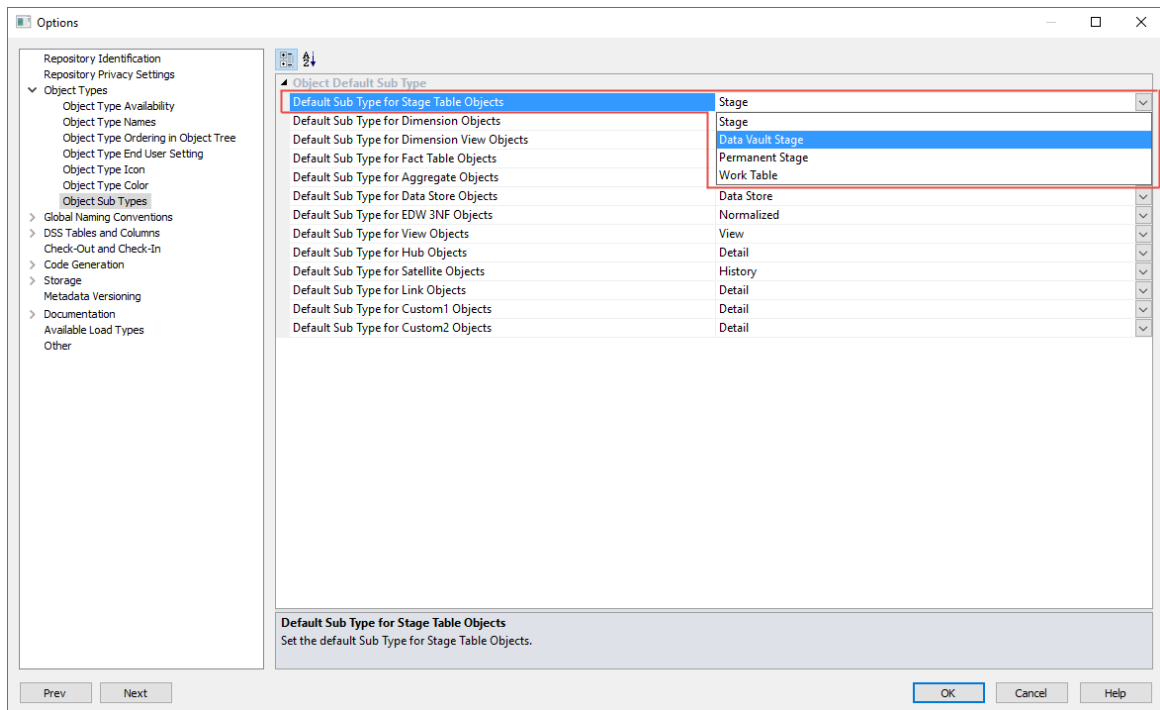 Options
Repository Identification
Repository Privacy Settings
Object Types
Object Type Availability
Object Type Names
Object Type Ordering in Object Tree
Object Type End User Setting
Object Type Icon
Object Type Color
Object Sub Types
Global Naming Conventions
DSS Tables and Columns
Check-Out and Check-In
Code Generation
Storage
Metadata Versioning
Documentation
Available Load Types
Other
Object Default Sub Type
Default Sub Type for Stage Table Objects Stage
Default Sub Type for Dimension Objects Stage
Default Sub Type for Dimension View Objects Data Vault Stage
Default Sub Type for Fact Table Objects Permanent Stage
Default Sub Type for Aggregate Objects Work Table
Default Sub Type for Data Store Objects Data Store
Default Sub Type for EDW 3NF Objects Normalized
Default Sub Type for View Objects View
Default Sub Type for Hub Objects Detail
Default Sub Type for Satellite Objects History
Default Sub Type for Link Objects Detail
Default Sub Type for Custom1 Objects Detail
Default Sub Type for Custom2 Objects Detail
Default Sub Type for Stage Table Objects
Set the default Sub Type for Stage Table Objects.
Prev Next OK Cancel Help